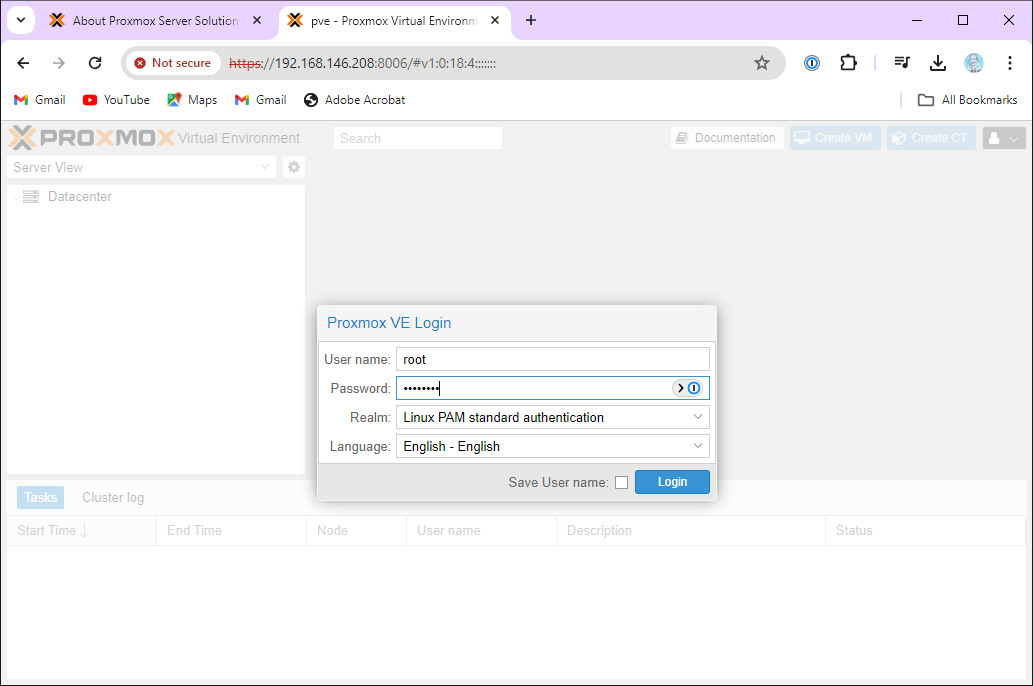 About Proxmox Server Solution
pve - Proxmox Virtual Environm
Not secure https://192.168.146.208:8006/#v1:0:18:4:::::::
Gmail YouTube Maps Gmail Adobe Acrobat All Bookmarks
PROXMOX Virtual Environment Search Documentation Create VM Create CT
Server View
Datacenter
Proxmox VE Login
User name: root
Password: ••••••••
Realm: Linux PAM standard authentication
Language: English - English
Save User name: Login
Tasks Cluster log
Start Time End Time Node User name Description Status